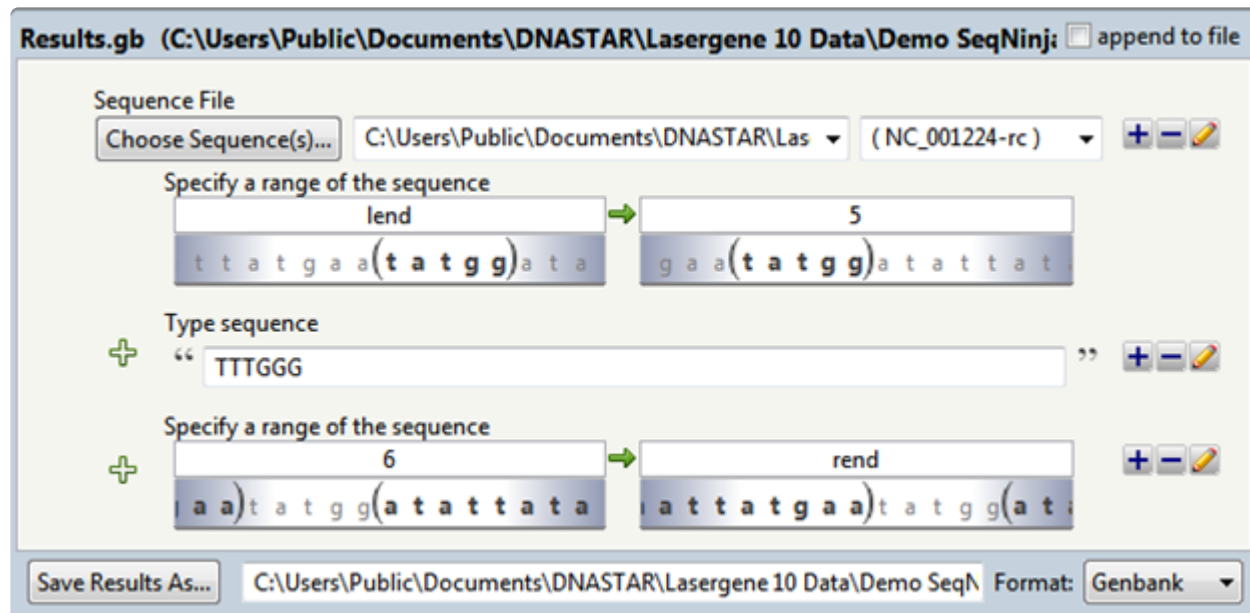 Results.gb (C:\Users\Public\Documents\DNASTAR\Lasergene 10 Data\Demo SeqNinj append to file
Sequence File
Choose Sequence(s)... C:\Users\Public\Documents\DNASTAR\Las ( NC_001224-rc )
Specify a range of the sequence
lend 5
t t a t g a a(t a t g g)a t a g a a(t a t g g)a t a t t a t
Type sequence
“ TTTGGG ”
Specify a range of the sequence
6 rend
a a)t a t g g(a t a t t a t a a t t a t g a a)t a t g g(a t
Save Results As... C:\Users\Public\Documents\DNASTAR\Lasergene 10 Data\Demo SeqN Format: Genbank